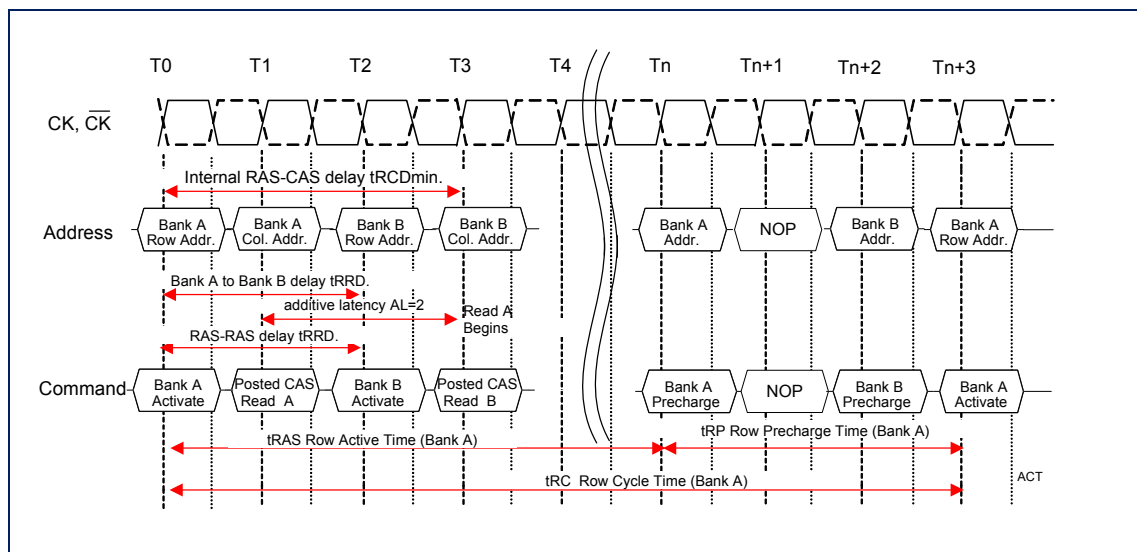 T0 T1 T2 T3 T4 Tn Tn+1 Tn+2 Tn+3
CK, CK
Internal RAS-CAS delay tRCDmin.
Address
Bank A
Row Addr.
Bank A
Col. Addr.
Bank B
Row Addr.
Bank B
Col. Addr.
Bank A
Addr.
NOP
Bank B
Addr.
Bank A
Row Addr.
Bank A to Bank B delay tRRD.
additive latency AL=2
Read A
Begins
RAS-RAS delay tRRD.
Command
Bank A
Activate
Posted CAS
Read A
Bank B
Activate
Posted CAS
Read B
Bank A
Precharge
NOP
Bank B
Precharge
Bank A
Activate
tRAS Row Active Time (Bank A)
tRP Row Precharge Time (Bank A)
tRC Row Cycle Time (Bank A)
ACT